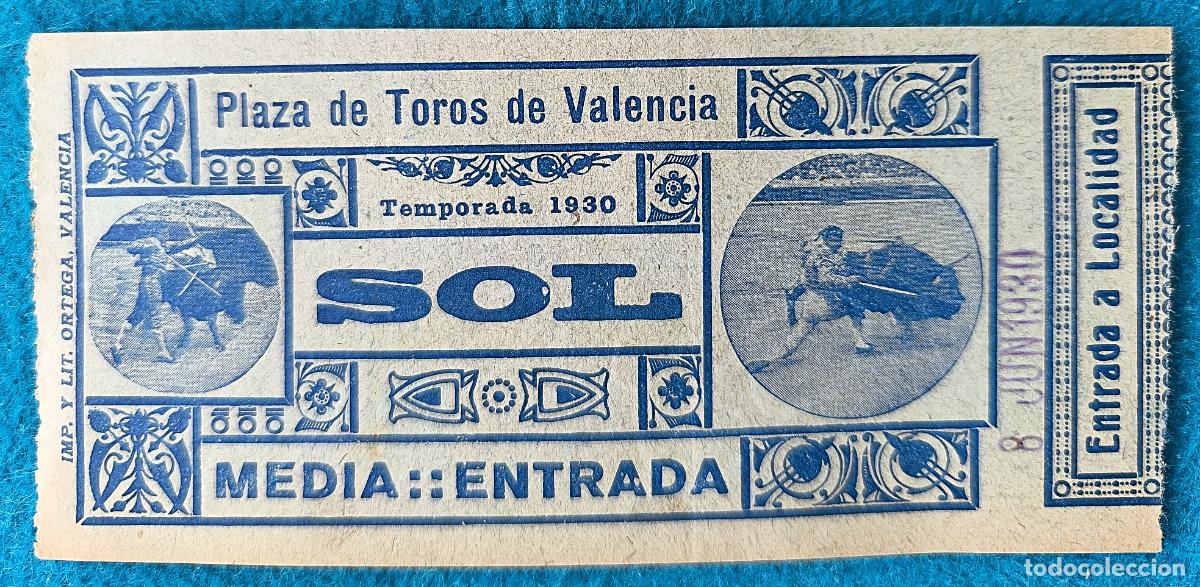 Plaza de Toros de Valencia
Temporada 1930
SOL
MEDIA::ENTRADA
IMP. Y LIT. ORTEGA, VALENCIA
8 JUN 1930
Entrada a Localidad
todocoleccion